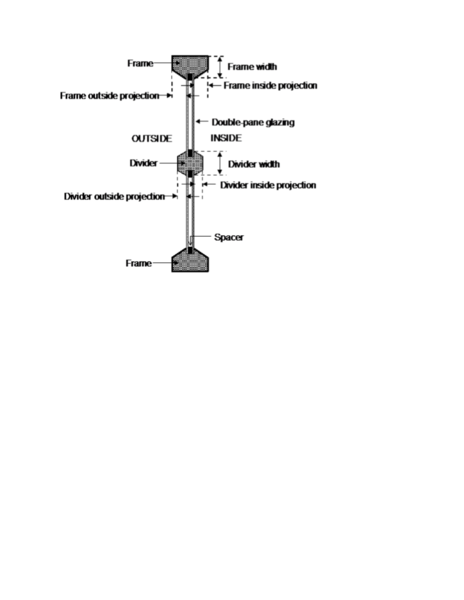 Frame
Frame width
Frame inside projection
Frame outside projection
Double-pane glazing
OUTSIDE INSIDE
Divider
Divider width
Divider inside projection
Divider outside projection
Spacer
Frame